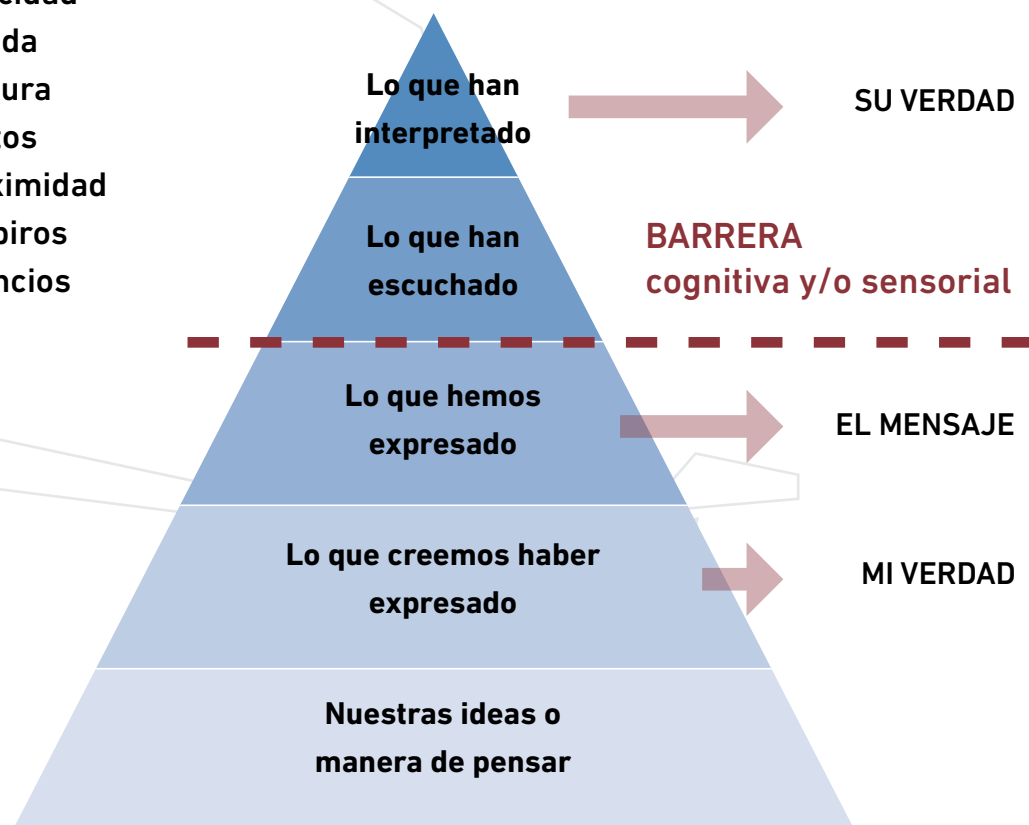 Lo que han
interpretado
SU VERDAD
Lo que han
escuchado
BARRERA
cognitiva y/o sensorial
Lo que hemos
expresado
EL MENSAJE
Lo que creemos haber
expresado
MI VERDAD
Nuestras ideas o
manera de pensar